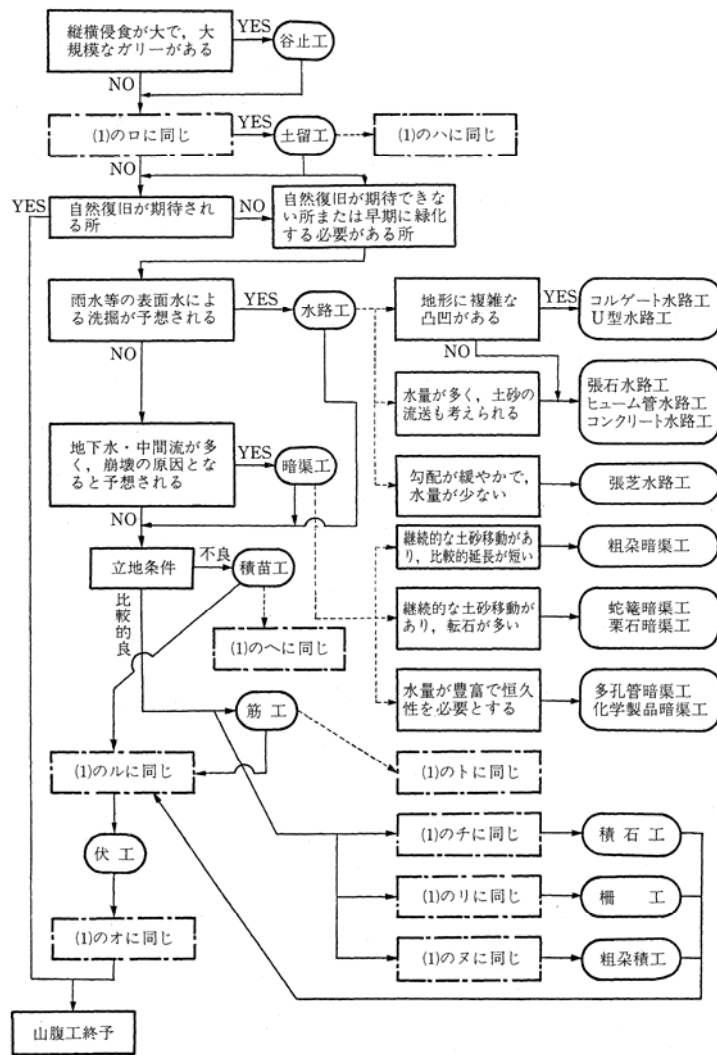 縦横侵食が大で，大
規模なガリーがある
YES
谷止工
NO
(1)のロに同じ
YES
土留工
(1)のハに同じ
NO
YES
自然復旧が期待され
る所
NO
自然復旧が期待できな
い所または早期に緑化
する必要がある所
雨水等の表面水によ
る洗掘が予想される
YES
水路工
地形に複雑な
凸凹がある
YES
コルゲート水路工
U型水路工
NO
NO
水量が多く，土砂の
流送も考えられる
張石水路工
ヒューム管水路工
コンクリート水路工
地下水・中間流が多
く，崩壊の原因とな
ると予想される
YES
暗渠工
勾配が緩やかで，
水量が少ない
張芝水路工
NO
継続的な土砂移動があ
り，比較的延長が短い
粗朶暗渠工
立地条件
不良
積苗工
比較的良
継続的な土砂移動が
あり，転石が多い
蛇篭暗渠工
栗石暗渠工
(1)のヘに同じ
水量が豊富で恒久
性を必要とする
多孔管暗渠工
化学製品暗渠工
筋工
(1)のルに同じ
(1)のトに同じ
(1)のチに同じ
積石工
伏工
(1)のリに同じ
柵工
(1)のオに同じ
(1)のヌに同じ
粗朶積工
山腹工終予